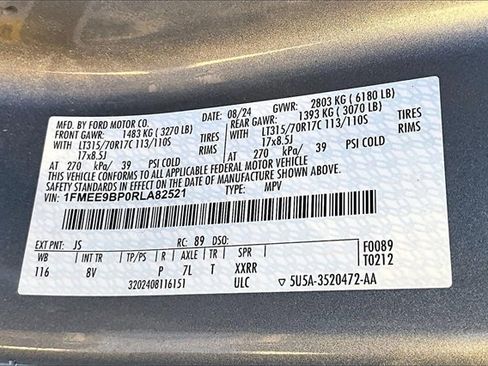 MFD. BY FORD MOTOR CO.
08/24 GVWR: 2803 KG ( 6180 LB)
FRONT GAWR: 1483 KG ( 3270 LB) REAR GAWR: 1393 KG ( 3070 LB)
WITH LT315/70R17C 113/110S TIRES WITH LT315/70R17C 113/110S TIRES
17x8.5J RIMS 17x8.5J RIMS
AT 270 kPa/ 39 PSI COLD AT 270 kPa/ 39 PSI COLD
THIS VEHICLE CONFORMS TO ALL APPLICABLE FEDERAL MOTOR VEHICLE
SAFETY STANDARDS IN EFFECT ON THE DATE OF MANUFACTURE SHOWN ABOVE.
VIN: 1FMEE9BP0RLA82521
TYPE: MPV
EXT PNT: JS RC: 89 DSO:
WB INT TR TP/PS R AXLE TR SPR F0089
116 8V P 7L T XXRR T0212
3202408116151 ULC 5U5A-3520472-AA